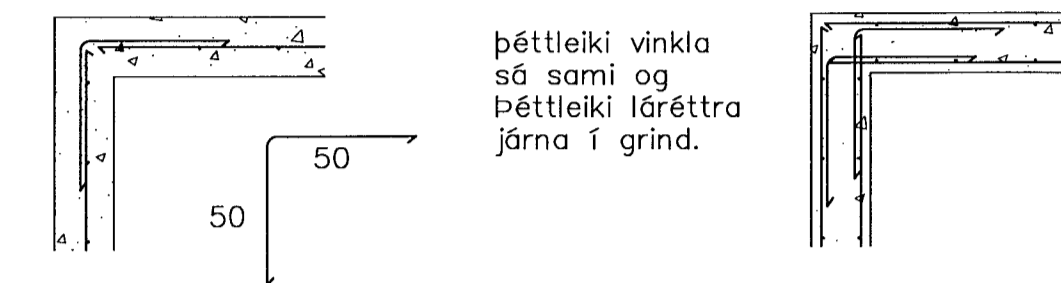 þéttleiki vinkla
sá sami og
Þéttleiki láréttra
járna í grind.
50
50